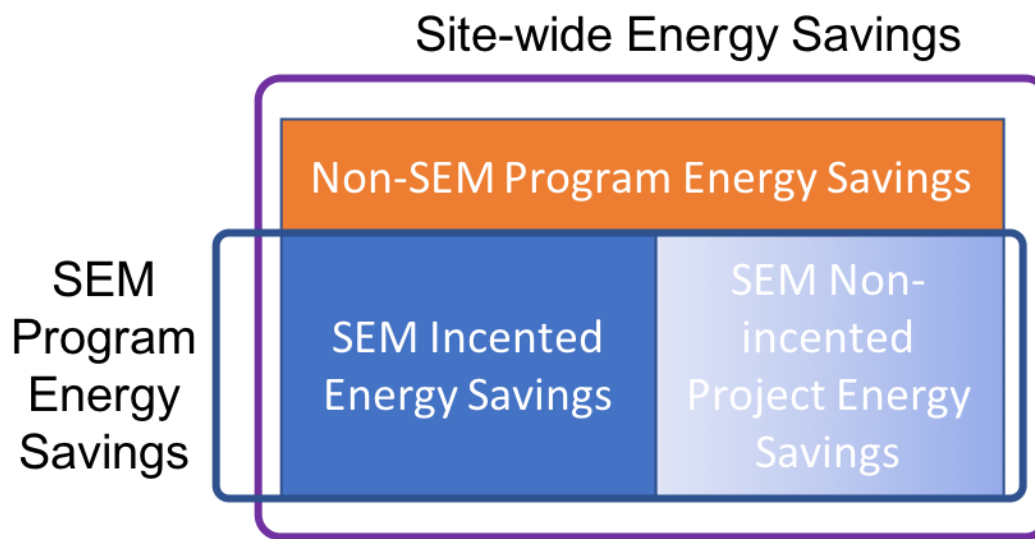 Site-wide Energy Savings
Non-SEM Program Energy Savings
SEM
Program
Energy
Savings
SEM Incented
Energy Savings
SEM Non-
incented
Project Energy
Savings